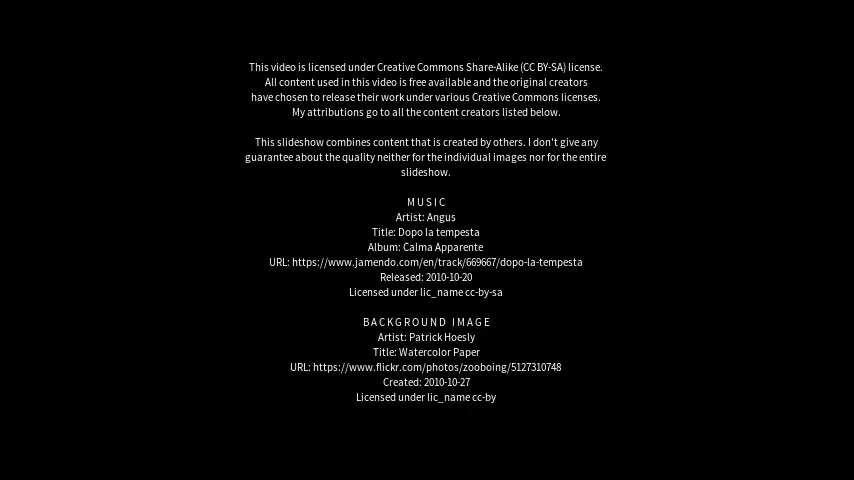 This video is licensed under Creative Commons Share-Alike (CC BY-SA) license.
All content used in this video is free available and the original creators
have chosen to release their work under various Creative Commons licenses.
My attributions go to all the content creators listed below.
This slideshow combines content that is created by others. I don't give any
guarantee about the quality neither for the individual images nor for the entire
slideshow.
MUSIC
Artist: Angus
Title: Dopo la tempesta
Album: Calma Apparente
URL: https://www.jamendo.com/en/track/669667/dopo-la-tempesta
Released: 2010-10-20
Licensed under lic_name cc-by-sa
BACKGROUND IMAGE
Artist: Patrick Hoesly
Title: Watercolor Paper
URL: https://www.flickr.com/photos/zooboing/5127310748
Created: 2010-10-27
Licensed under lic_name cc-by